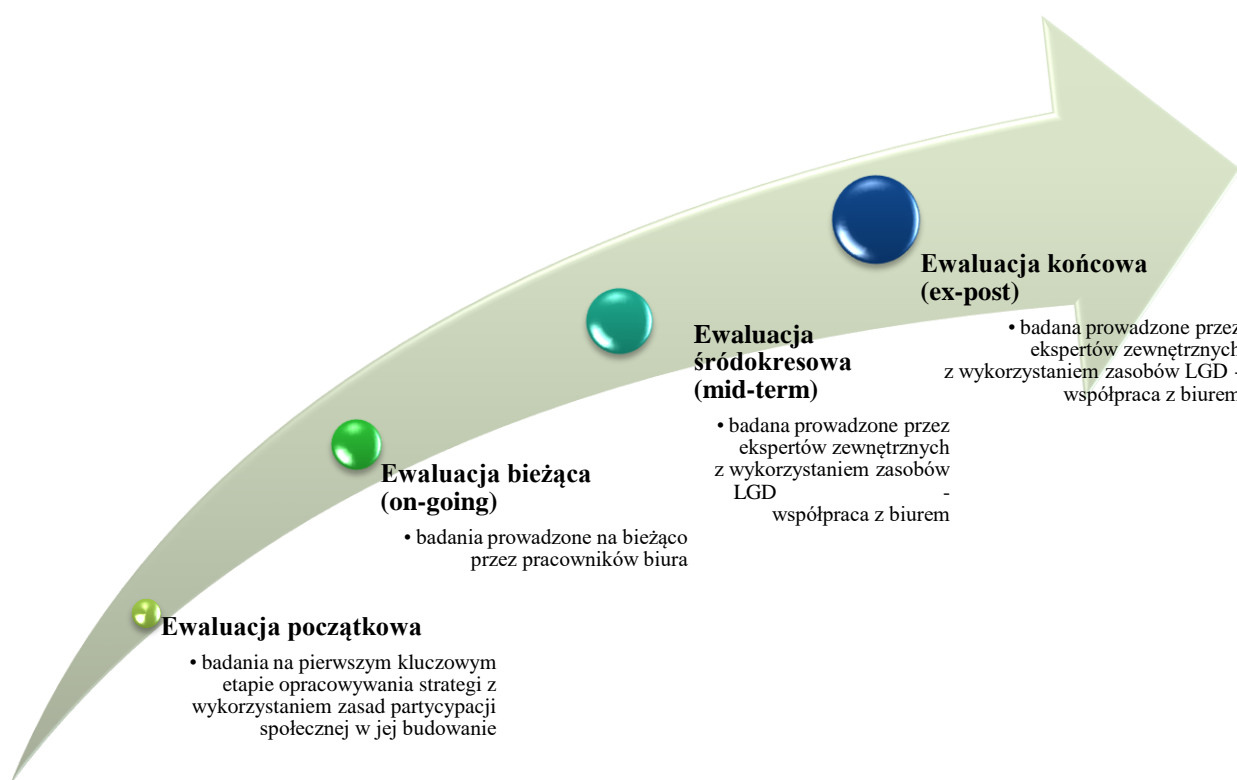 Ewaluacja początkowa
• badania na pierwszym kluczowym
etapie opracowywania strategi z
wykorzystaniem zasad partycypacji
społecznej w jej budowanie
Ewaluacja bieżąca
(on-going)
• badania prowadzone na bieżąco
przez pracowników biura
Ewaluacja
śródokresowa
(mid-term)
• badana prowadzone przez
ekspertów zewnętrznych
z wykorzystaniem zasobów
LGD -
współpraca z biurem
Ewaluacja końcowa
(ex-post)
• badana prowadzone przez
ekspertów zewnętrznych
z wykorzystaniem zasobów LGD -
współpraca z biurem